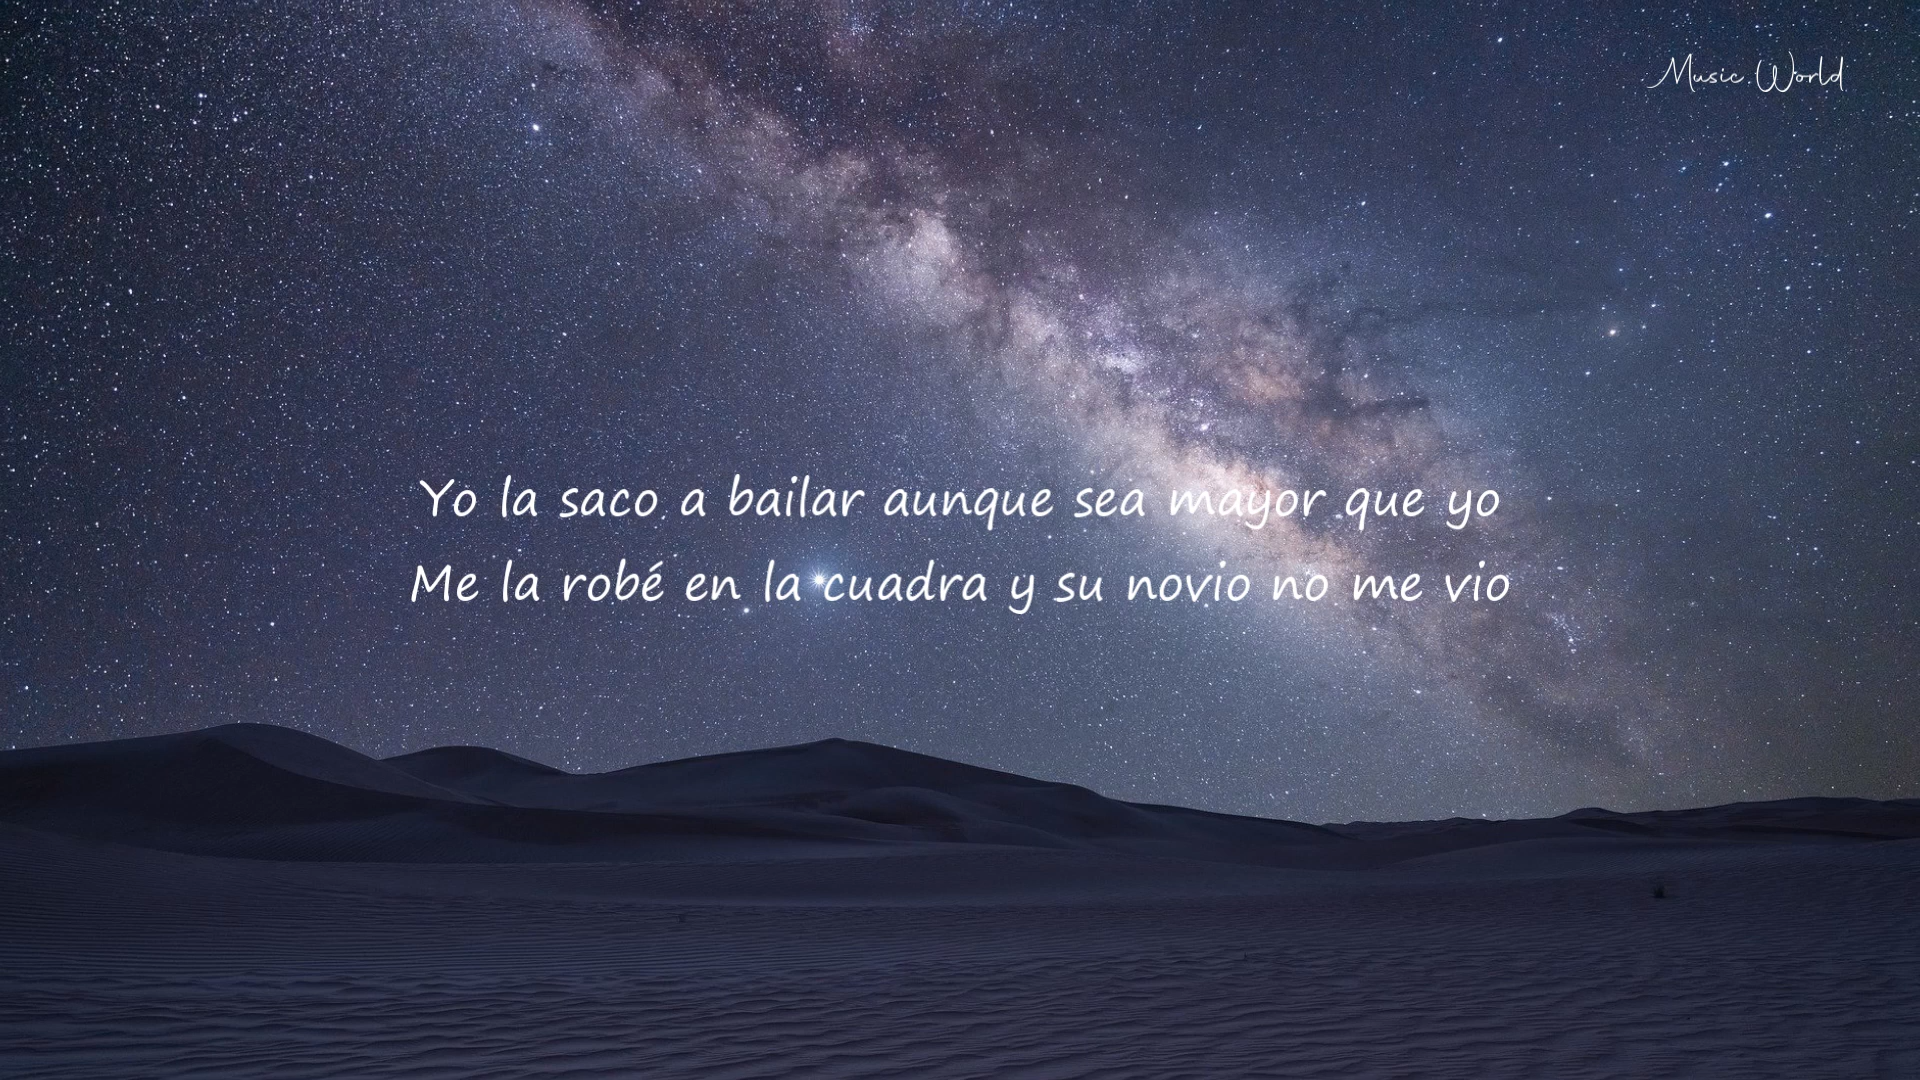 Music World
Yo la saco a bailar aunque sea mayor que yo
Me la robé en la cuadra y su novio no me vio